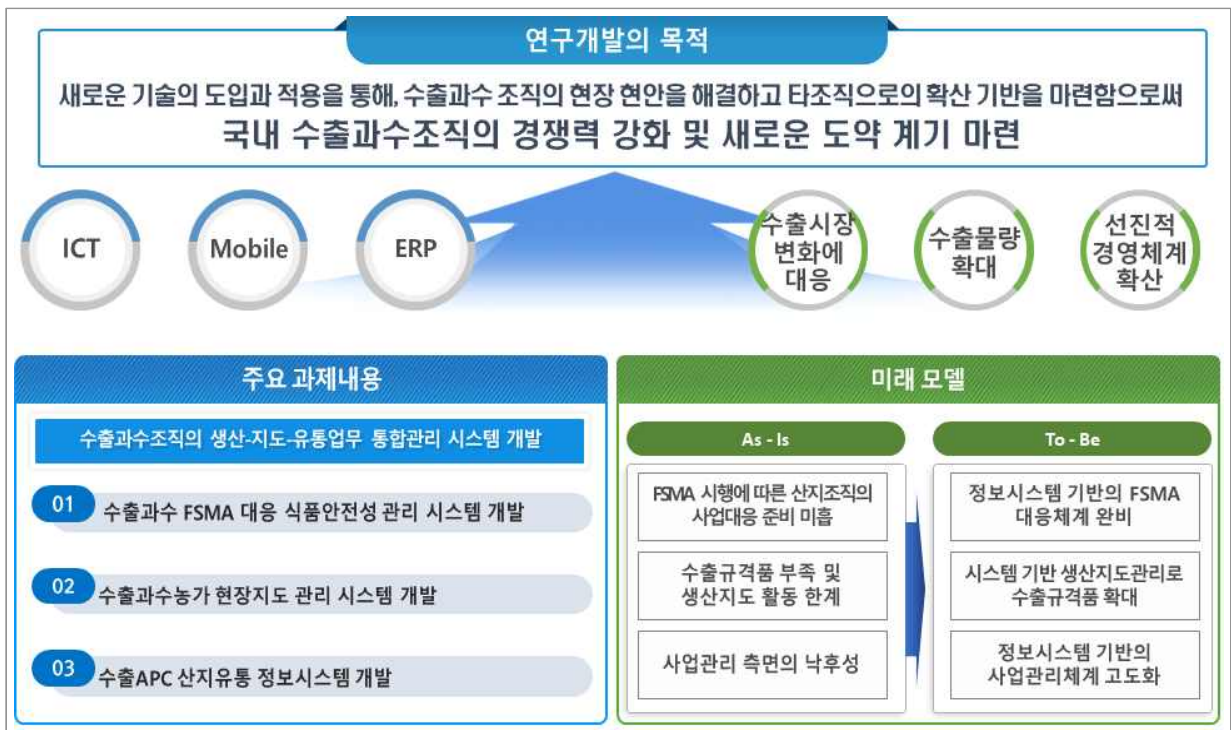 연구개발의 목적
새로운 기술의 도입과 적용을 통해, 수출과수 조직의 현장 현안을 해결하고 타조직으로의 확산 기반을 마련함으로써
국내 수출과수조직의 경쟁력 강화 및 새로운 도약 계기 마련
ICT
Mobile
ERP
수출시장
변화에
대응
수출물량
확대
선진적
경영체계
확산
주요 과제내용
수출과수조직의 생산-지도-유통업무 통합관리 시스템 개발
01 수출과수 FSMA 대응 식품안전성 관리 시스템 개발
02 수출과수농가 현장지도 관리 시스템 개발
03 수출APC 산지유통 정보시스템 개발
미래 모델
As - Is
FSMA 시행에 따른 산지조직의
사업대응 준비 미흡
수출규격품 부족 및
생산지도 활동 한계
사업관리 측면의 낙후성
To - Be
정보시스템 기반의 FSMA
대응체계 완비
시스템 기반 생산지도관리로
수출규격품 확대
정보시스템 기반의
사업관리체계 고도화